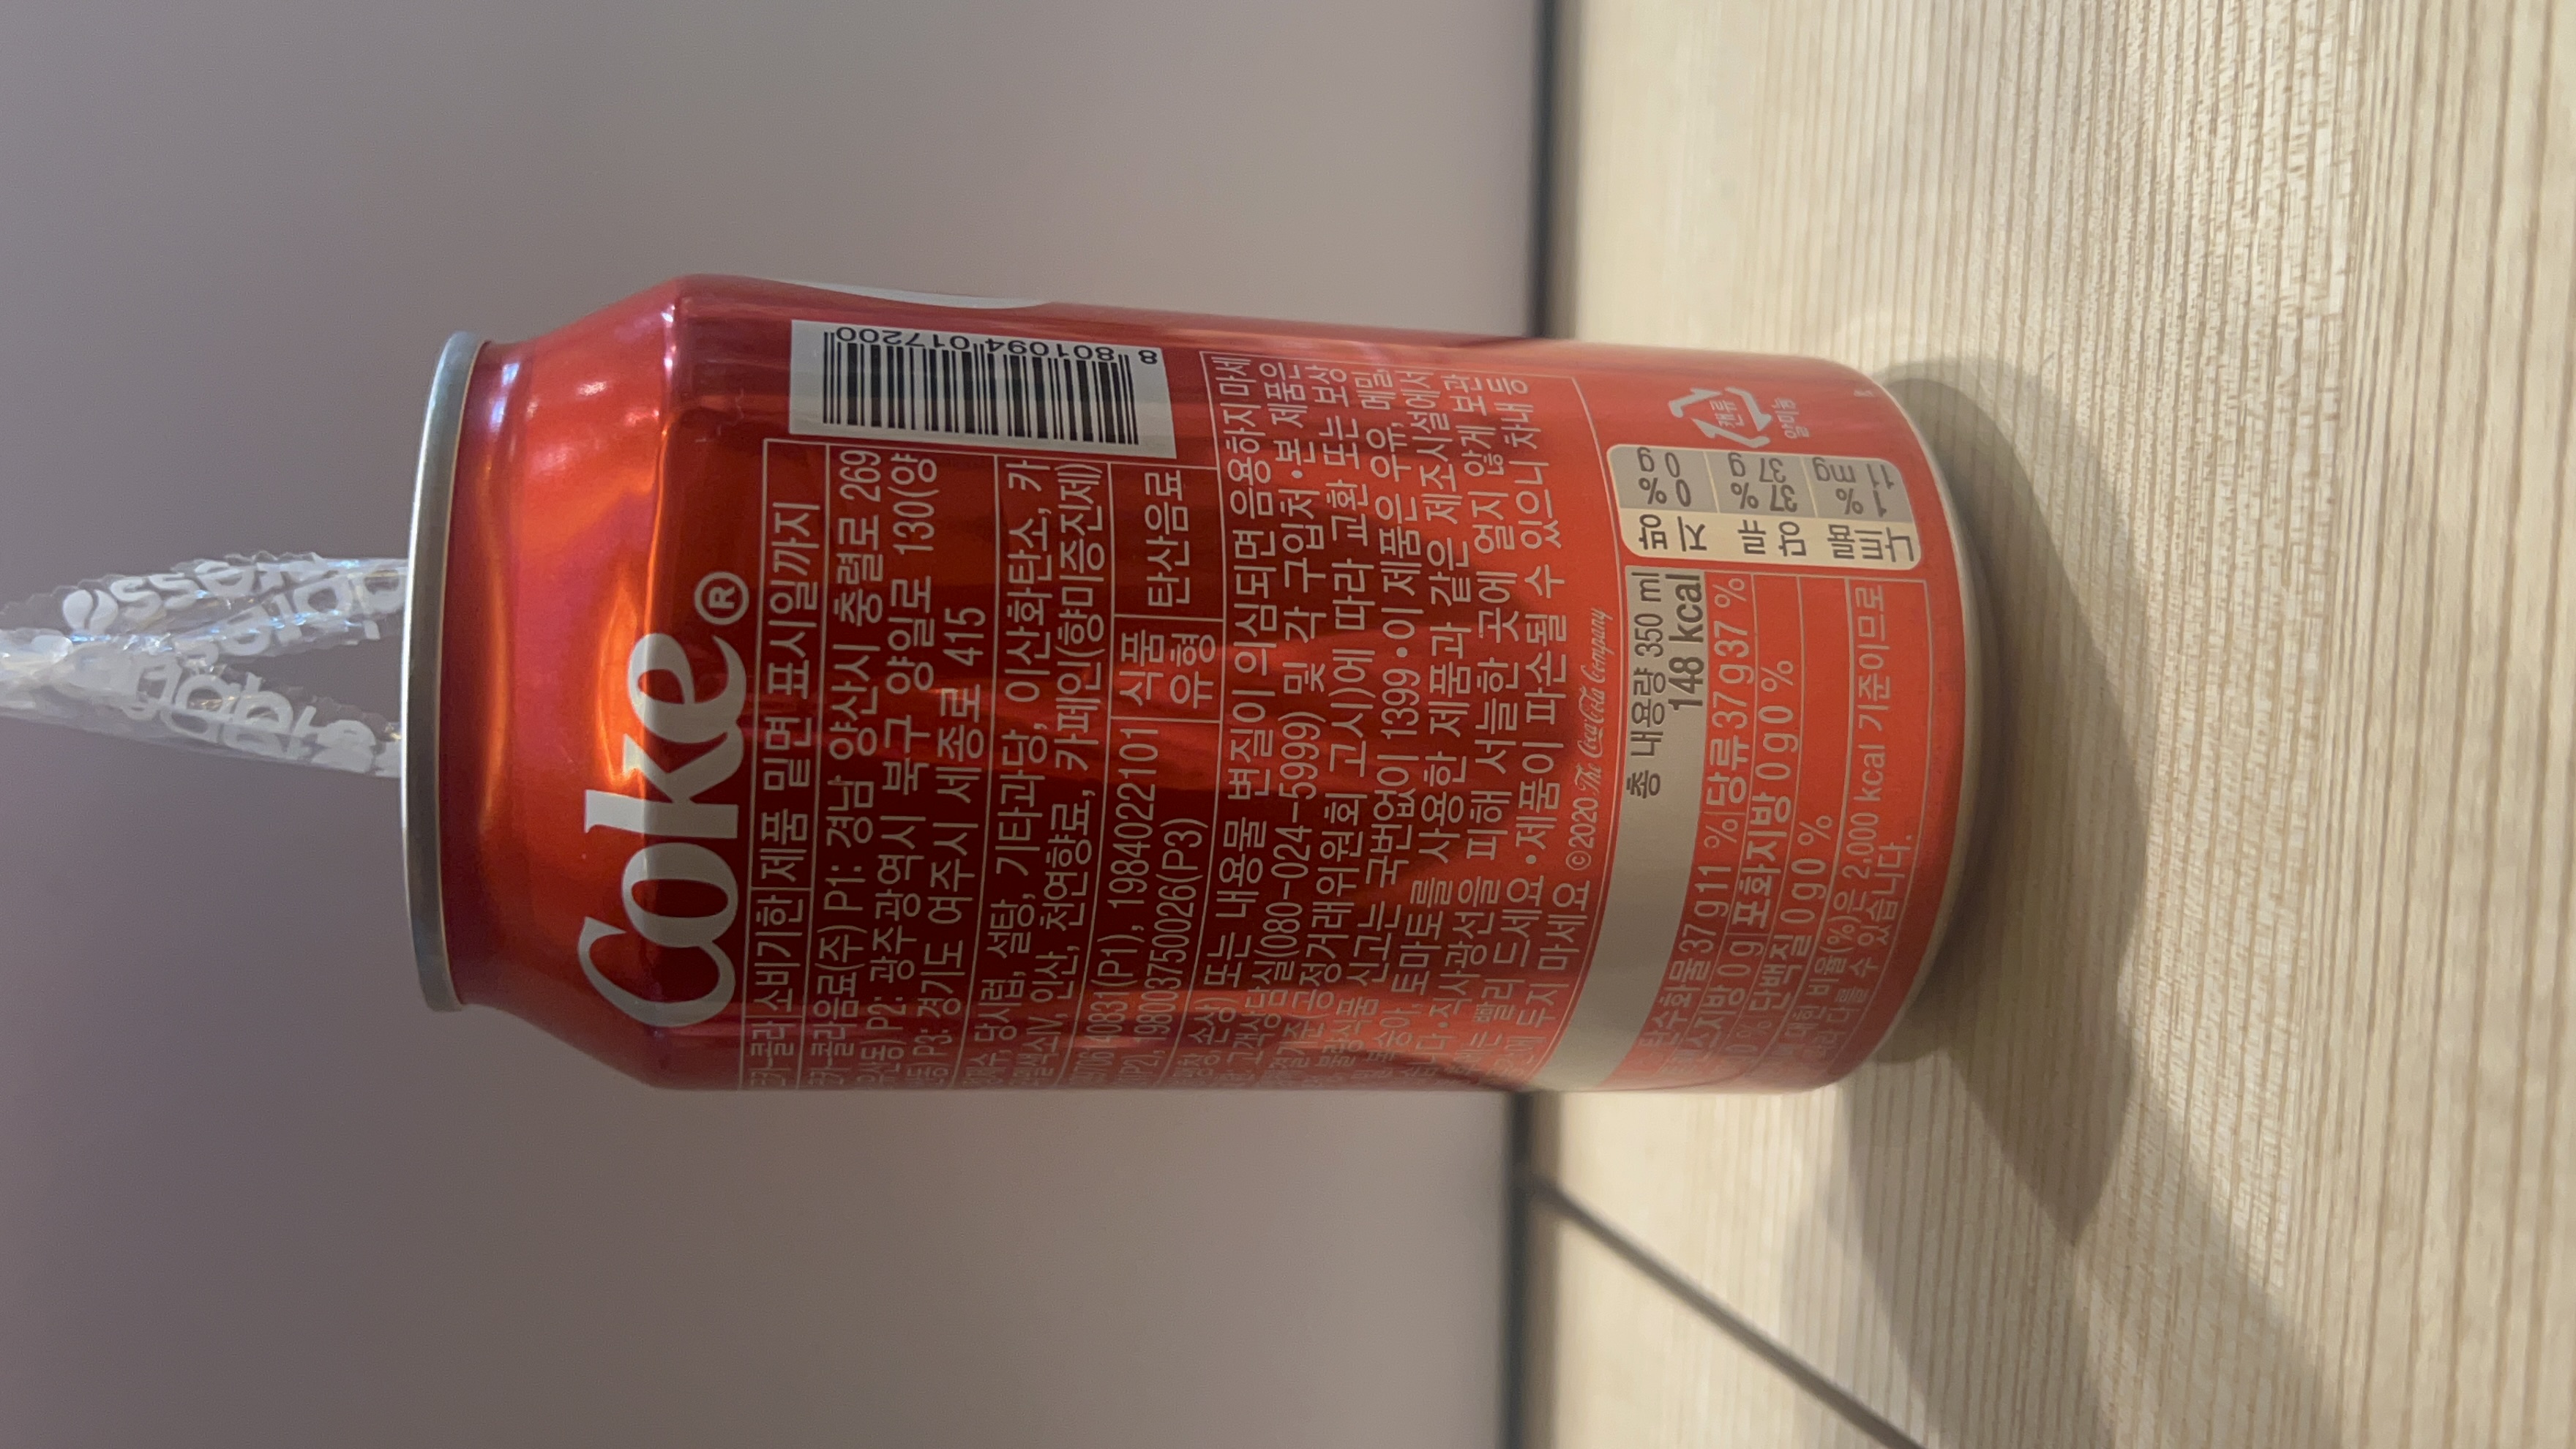 essential
Coke®
카-콜라 소비기한 제품 밑면 표시일까지
카-콜라음료(주) P1: 경남 양산시 충렬로 269
P2: 광주광역시 북구 양일로 130(양
P3: 경기도 여주시 세종로 415
당시럽, 설탕, 기타과당, 이산화탄소, 카
인산, 천연향료, 카페인(향미증진제)
40831(P1), 1984022101
198003750026(P3)
식품
유형
탄산음료
8 801094 017200
손상) 또는 내용물 변질이 의심되면 음용하지 마세
고객상담실(080-024-5999) 및 각 구입처•본 제품은
공정거래위원회 고시)에 따라 교환 또는 보상
불량식품 신고는 국번없이 1399•이 제품은 우유, 메밀,
토마토를 사용한 제품과 같은 제조시설에서
•직사광선을 피해 서늘한 곳에 얼지 않게 보관
빨리 드세요•제품이 파손될 수 있으니 차내 등
두지 마세요 ©2020 The Coca-Cola Company
총 내용량 350 ml
148 kcal
탄수화물 37 g 11 % 당류 37 g 37 %
지방 0 g 포화지방 0 g 0 %
단백질 0 g 0 %
대한 비율(%)은 2,000 kcal 기준이므로
다를 수 있습니다.
나트륨 당류 지방
1 % 37 % 0 %
11 mg 37 g 0 g
캔류
알미늄